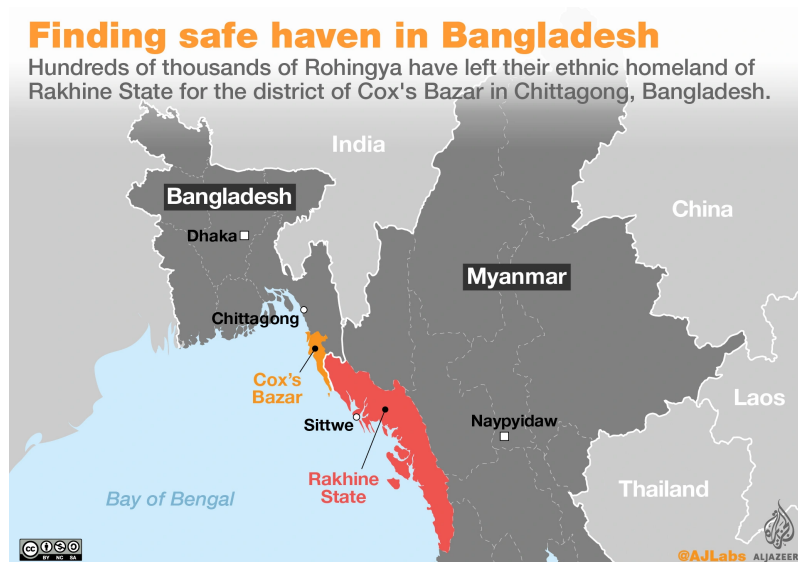 Finding safe haven in Bangladesh
Hundreds of thousands of Rohingya have left their ethnic homeland of
Rakhine State for the district of Cox's Bazar in Chittagong, Bangladesh.
India
Bangladesh
China
Dhaka
Myanmar
Chittagong
Cox's
Bazar
Laos
Sittwe
Naypyidaw
Rakhine
State
Thailand
Bay of Bengal
cc
BY NC SA
@AJLabs
ALJAZEER